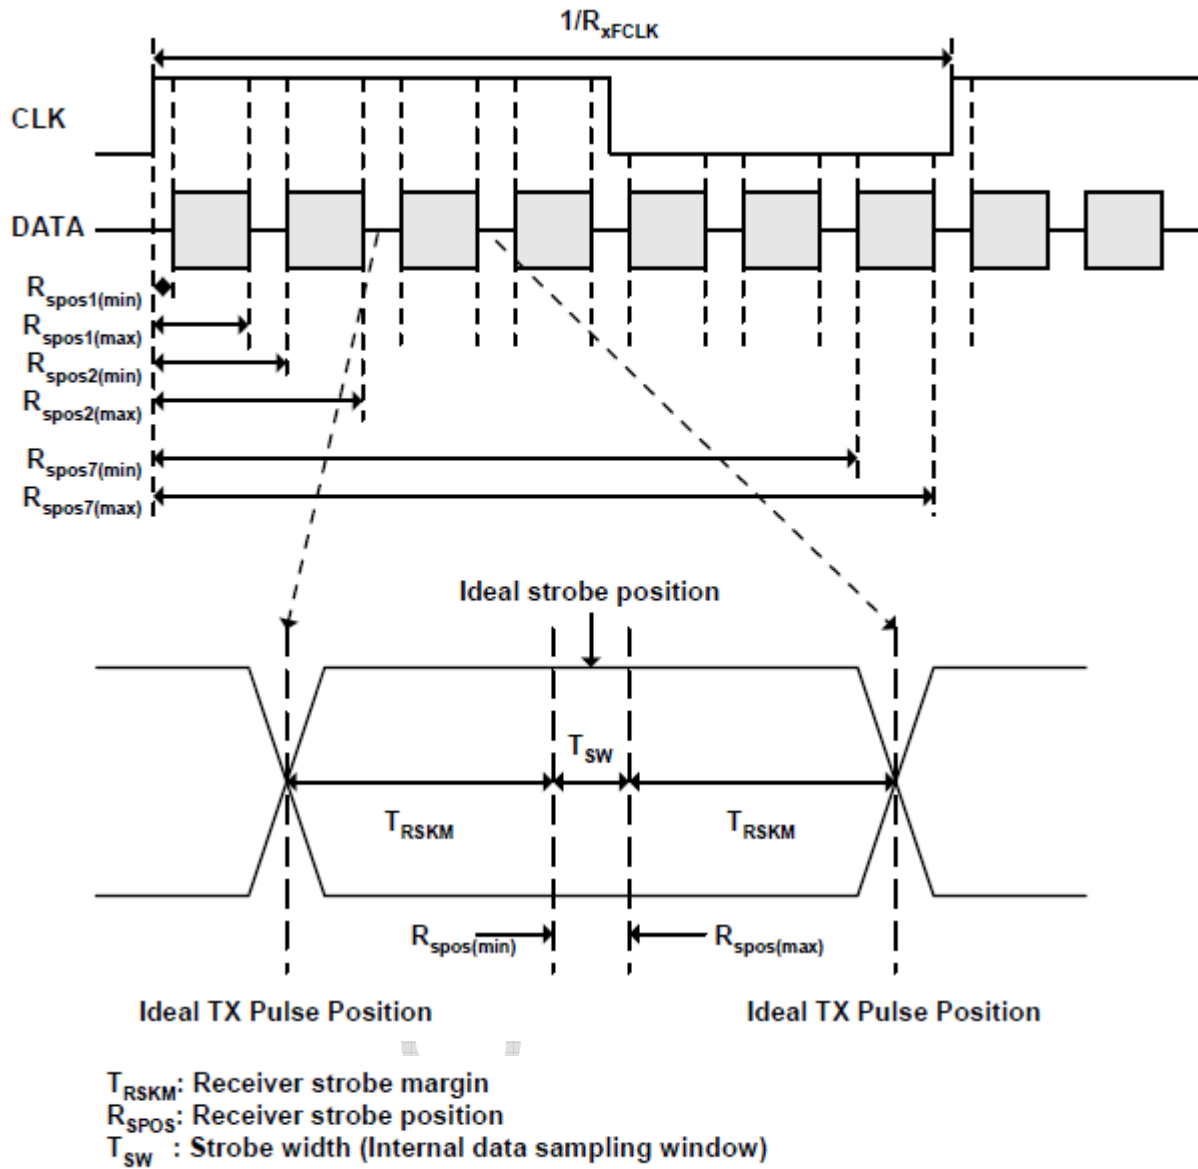 1/RxFCLK
CLK
DATA
Rspos1(min)
Rspos1(max)
Rspos2(min)
Rspos2(max)
Rspos7(min)
Rspos7(max)
Ideal strobe position
TSW
TRSKM TRSKM
Rspos(min) Rspos(max)
Ideal TX Pulse Position Ideal TX Pulse Position
TRSKM: Receiver strobe margin
RSPOS: Receiver strobe position
TSW : Strobe width (Internal data sampling window)